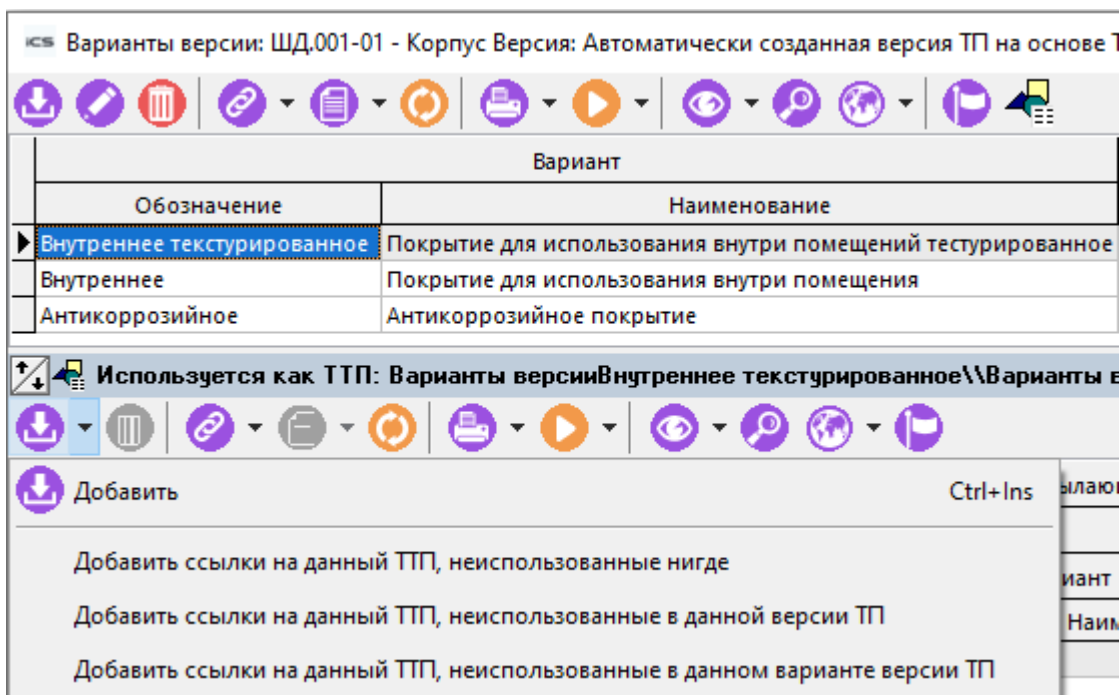 iCS Варианты версии: ШД.001-01 - Корпус Версия: Автоматически созданная версия ТП на основе
Вариант
Обозначение Наименование
Внутреннее текстурированное Покрытие для использования внутри помещений тестурированное
Внутреннее Покрытие для использования внутри помещения
Антикоррозийное Антикоррозийное покрытие
Используется как ТТП: Варианты версииВнутреннее текстурированное\\Варианты
Добавить Ctrl+Ins
Добавить ссылки на данный ТТП, неиспользованные нигде
иант
Добавить ссылки на данный ТТП, неиспользованные в данной версии ТП
Наим
Добавить ссылки на данный ТТП, неиспользованные в данном варианте версии ТП